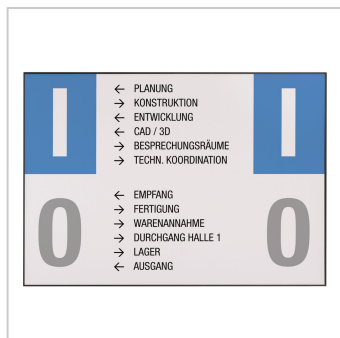 1 1
← PLANUNG
→ KONSTRUKTION
← ENTWICKLUNG
← CAD / 3D
→ BESPRECHUNGSRÄUME
→ TECHN. KOORDINATION
0 0
← EMPFANG
→ FERTIGUNG
→ WARENANNAHME
→ DURCHGANG HALLE 1
→ LAGER
← AUSGANG